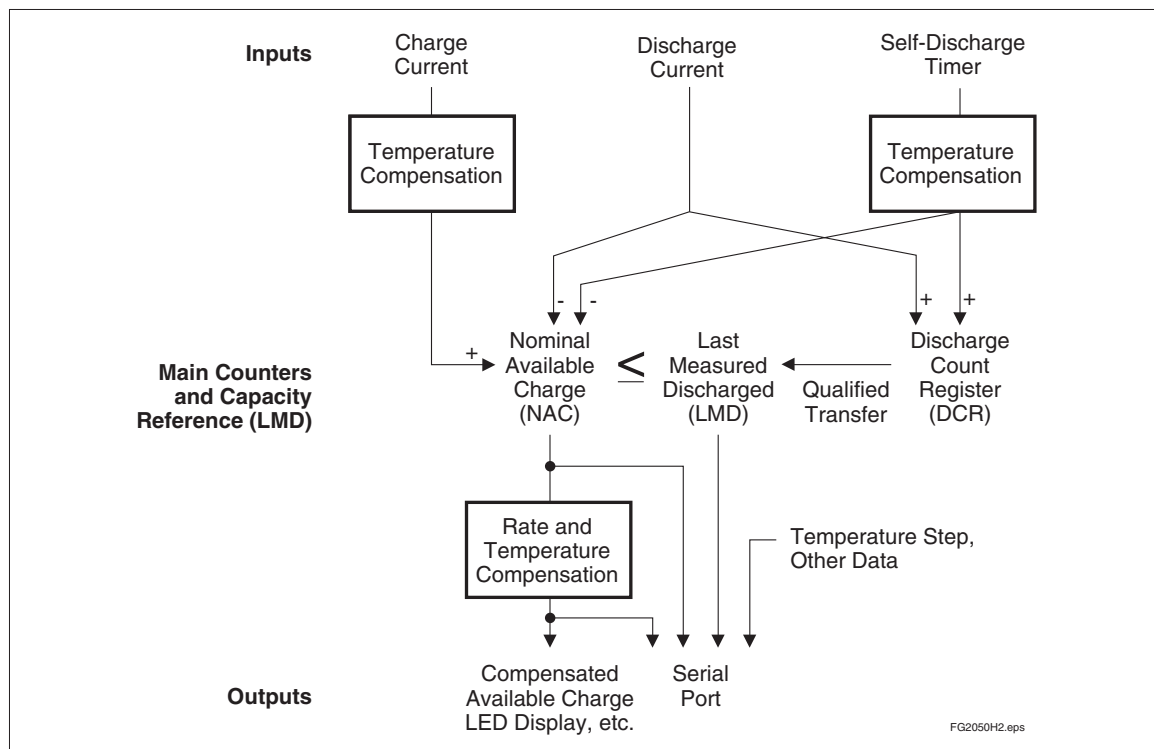 Inputs
Charge
Current
Discharge
Current
Self-Discharge
Timer
Temperature
Compensation
Temperature
Compensation
-
-
+
+
+
Main Counters
and Capacity
Reference (LMD)
Nominal
Available
Charge
(NAC)
≤
Last
Measured
Discharged
(LMD)
Qualified
Transfer
Discharge
Count
Register
(DCR)
Rate and
Temperature
Compensation
Temperature Step,
Other Data
Outputs
Compensated
Available Charge
LED Display, etc.
Serial
Port
FG2050H2.eps